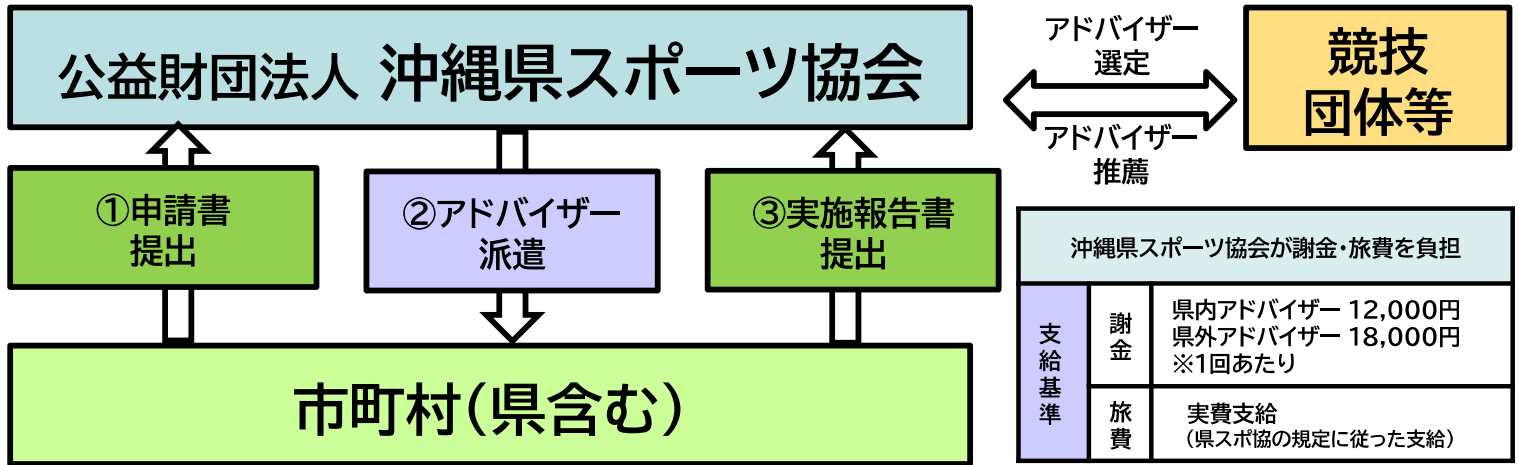 公益財団法人 沖縄県スポーツ協会
アドバイザー
選定
アドバイザー
推薦
競技
団体等
①申請書
提出
②アドバイザー
派遣
③実施報告書
提出
市町村(県含む)
沖縄県スポーツ協会が謝金・旅費を負担
支給基準
謝金
県内アドバイザー 12,000円
県外アドバイザー 18,000円
※1回あたり
旅費
実費支給
(県スポ協の規定に従った支給)